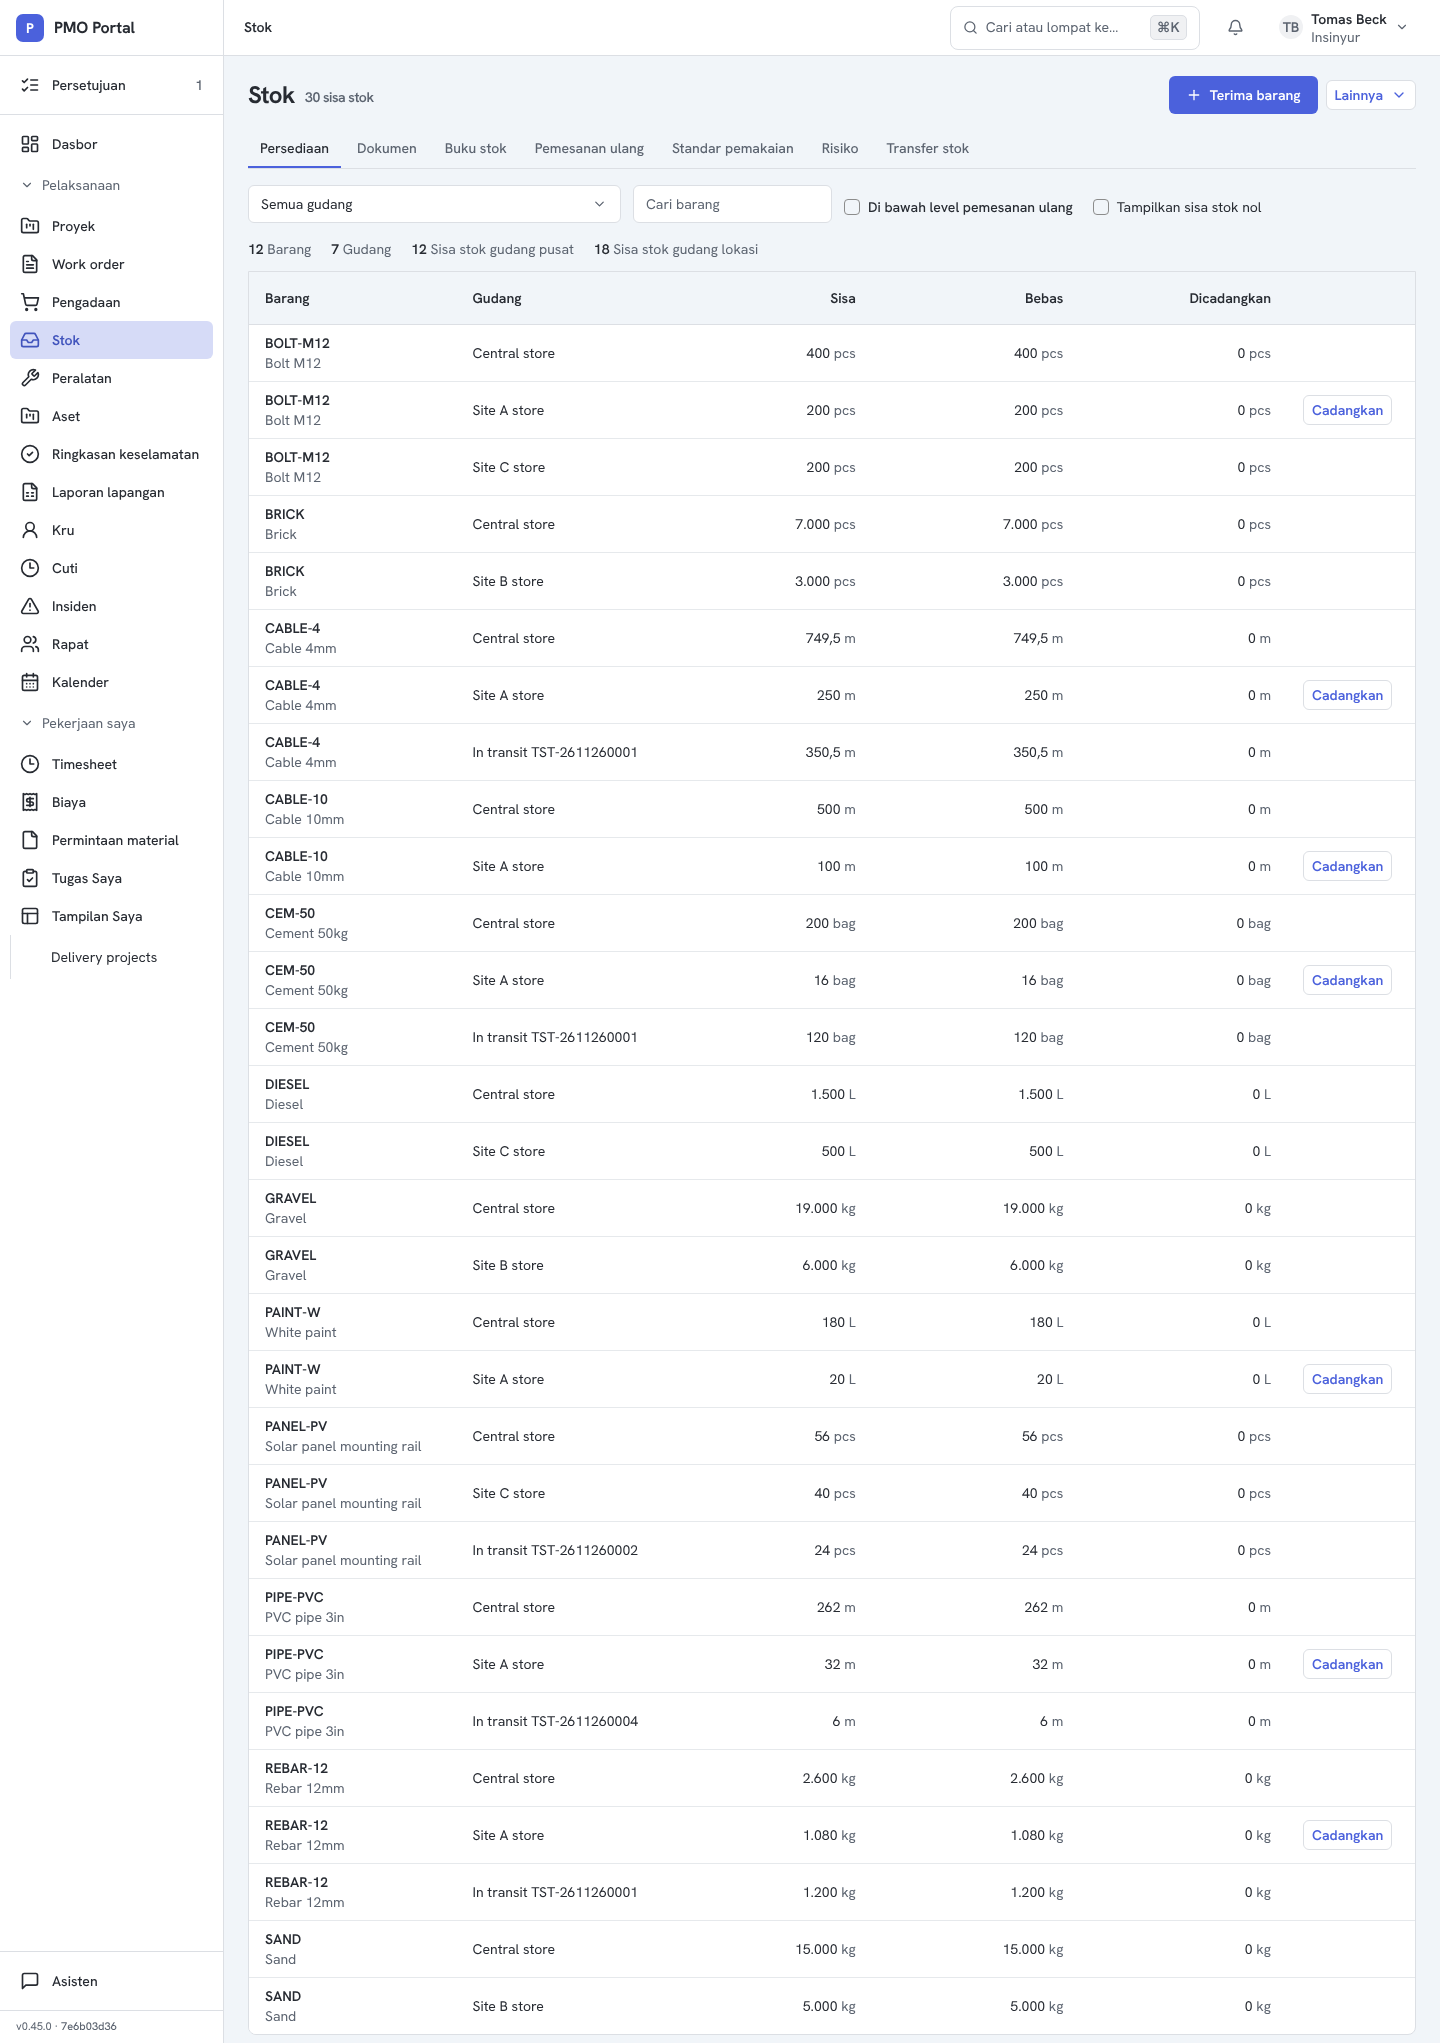 P PMO Portal
Stok
Cari atau lompat ke...
⌘K
TB
Tomas Beck
Insinyur
Persetujuan 1
Dasbor
Pelaksanaan
Proyek
Work order
Pengadaan
Stok
Peralatan
Aset
Ringkasan keselamatan
Laporan lapangan
Kru
Cuti
Insiden
Rapat
Kalender
Pekerjaan saya
Timesheet
Biaya
Permintaan material
Tugas Saya
Tampilan Saya
Delivery projects
Asisten
v0.45.0 · 7e6b03d36
Stok 30 sisa stok
Terima barang
Lainnya
Persediaan Dokumen Buku stok Pemesanan ulang Standar pemakaian Risiko Transfer stok
Semua gudang
Cari barang
Di bawah level pemesanan ulang
Tampilkan sisa stok nol
12 Barang 7 Gudang 12 Sisa stok gudang pusat 18 Sisa stok gudang lokasi
Barang Gudang Sisa Bebas Dicadangkan
BOLT-M12
Bolt M12
Central store 400 pcs 400 pcs 0 pcs
BOLT-M12
Bolt M12
Site A store 200 pcs 200 pcs 0 pcs Cadangkan
BOLT-M12
Bolt M12
Site C store 200 pcs 200 pcs 0 pcs
BRICK
Brick
Central store 7.000 pcs 7.000 pcs 0 pcs
BRICK
Brick
Site B store 3.000 pcs 3.000 pcs 0 pcs
CABLE-4
Cable 4mm
Central store 749,5 m 749,5 m 0 m
CABLE-4
Cable 4mm
Site A store 250 m 250 m 0 m Cadangkan
CABLE-4
Cable 4mm
In transit TST-2611260001 350,5 m 350,5 m 0 m
CABLE-10
Cable 10mm
Central store 500 m 500 m 0 m
CABLE-10
Cable 10mm
Site A store 100 m 100 m 0 m Cadangkan
CEM-50
Cement 50kg
Central store 200 bag 200 bag 0 bag
CEM-50
Cement 50kg
Site A store 16 bag 16 bag 0 bag Cadangkan
CEM-50
Cement 50kg
In transit TST-2611260001 120 bag 120 bag 0 bag
DIESEL
Diesel
Central store 1.500 L 1.500 L 0 L
DIESEL
Diesel
Site C store 500 L 500 L 0 L
GRAVEL
Gravel
Central store 19.000 kg 19.000 kg 0 kg
GRAVEL
Gravel
Site B store 6.000 kg 6.000 kg 0 kg
PAINT-W
White paint
Central store 180 L 180 L 0 L
PAINT-W
White paint
Site A store 20 L 20 L 0 L Cadangkan
PANEL-PV
Solar panel mounting rail
Central store 56 pcs 56 pcs 0 pcs
PANEL-PV
Solar panel mounting rail
Site C store 40 pcs 40 pcs 0 pcs
PANEL-PV
Solar panel mounting rail
In transit TST-2611260002 24 pcs 24 pcs 0 pcs
PIPE-PVC
PVC pipe 3in
Central store 262 m 262 m 0 m
PIPE-PVC
PVC pipe 3in
Site A store 32 m 32 m 0 m Cadangkan
PIPE-PVC
PVC pipe 3in
In transit TST-2611260004 6 m 6 m 0 m
REBAR-12
Rebar 12mm
Central store 2.600 kg 2.600 kg 0 kg
REBAR-12
Rebar 12mm
Site A store 1.080 kg 1.080 kg 0 kg Cadangkan
REBAR-12
Rebar 12mm
In transit TST-2611260001 1.200 kg 1.200 kg 0 kg
SAND
Sand
Central store 15.000 kg 15.000 kg 0 kg
SAND
Sand
Site B store 5.000 kg 5.000 kg 0 kg